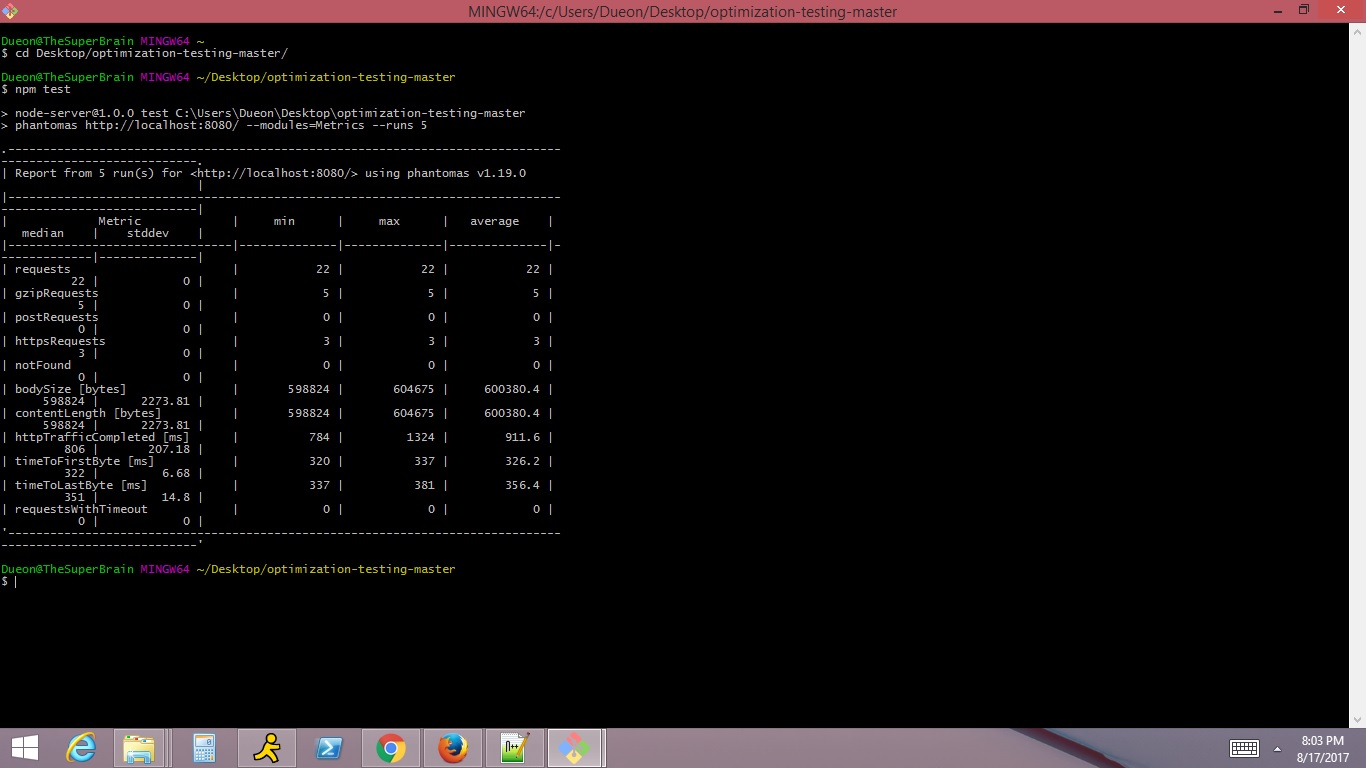 MINGW64:/c/Users/Dueon/Desktop/optimization-testing-master
Dueon@TheSuperBrain MINGW64 ~
$ cd Desktop/optimization-testing-master/
Dueon@TheSuperBrain MINGW64 ~/Desktop/optimization-testing-master
$ npm test
> node-server@1.0.0 test C:\Users\Dueon\Desktop\optimization-testing-master
> phantomas http://localhost:8080/ --modules=Metrics --runs 5
.-------------------------------------------------------------------------------
----------------------------.
| Report from 5 run(s) for <http://localhost:8080/> using phantomas v1.19.0
                            |
|-------------------------------------------------------------------------------
----------------------------|
|             Metric             |     min      |     max      |   average    |
   median    |    stddev    |
|--------------------------------|--------------|--------------|--------------|-
-------------|--------------|
| requests                       |           22 |           22 |           22 |
          22 |            0 |
| gzipRequests                   |            5 |            5 |            5 |
           5 |            0 |
| postRequests                   |            0 |            0 |            0 |
           0 |            0 |
| httpsRequests                  |            3 |            3 |            3 |
           3 |            0 |
| notFound                       |            0 |            0 |            0 |
           0 |            0 |
| bodySize [bytes]               |       598824 |       604675 |     600380.4 |
      598824 |      2273.81 |
| contentLength [bytes]          |       598824 |       604675 |     600380.4 |
      598824 |      2273.81 |
| httpTrafficCompleted [ms]      |          784 |         1324 |        911.6 |
         806 |       207.18 |
| timeToFirstByte [ms]           |          320 |          337 |        326.2 |
         322 |         6.68 |
| timeToLastByte [ms]            |          337 |          381 |        356.4 |
         351 |         14.8 |
| requestsWithTimeout            |            0 |            0 |            0 |
           0 |            0 |
'-------------------------------------------------------------------------------
----------------------------'
Dueon@TheSuperBrain MINGW64 ~/Desktop/optimization-testing-master
$
8:03 PM
8/17/2017